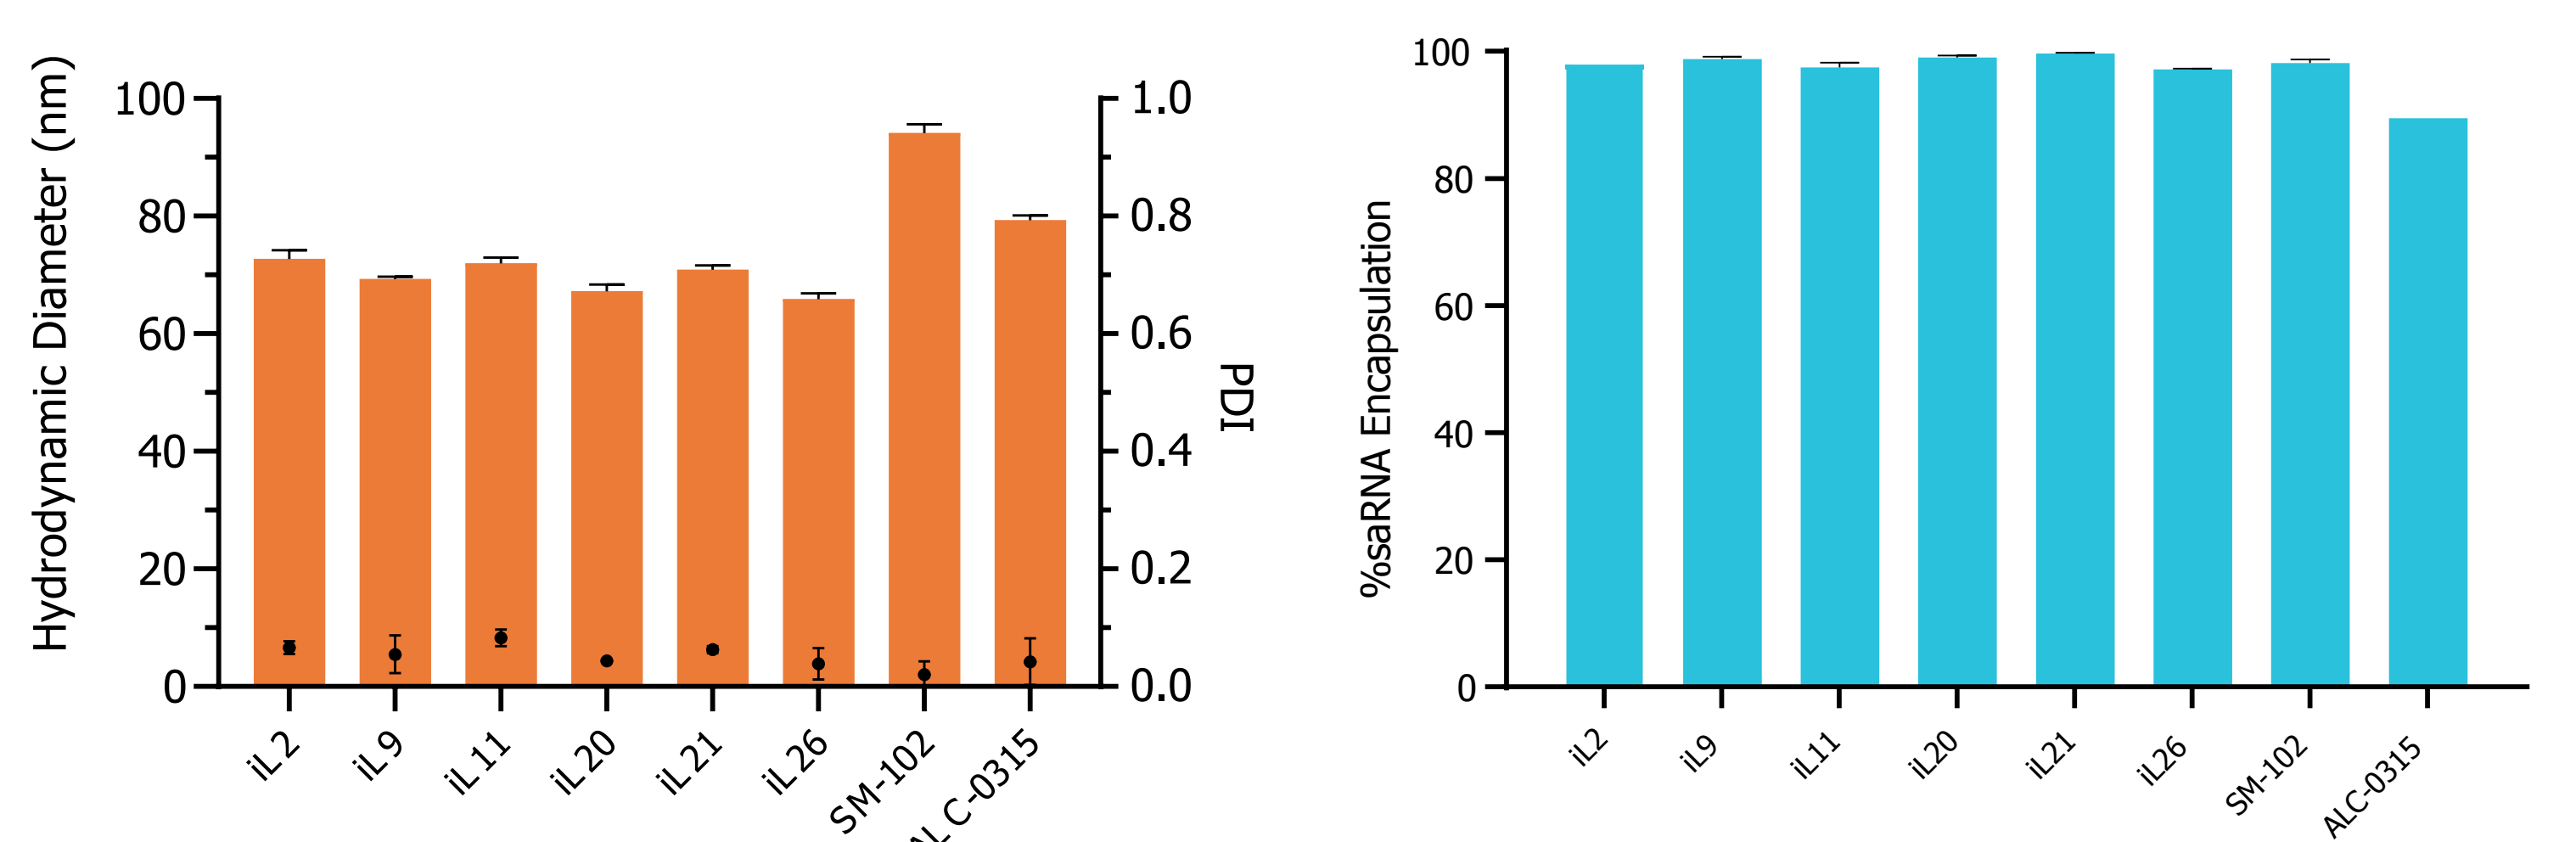 Hydrodynamic Diameter (nm)
100
80
60
40
20
0
1.0
0.8
0.6
0.4
0.2
0.0
PDI
iL2
iL9
iL11
iL20
iL21
iL26
SM-102
ALC-0315
%saRNA Encapsulation
100
80
60
40
20
0
iL2
iL9
iL11
iL20
iL21
iL26
SM-102
ALC-0315